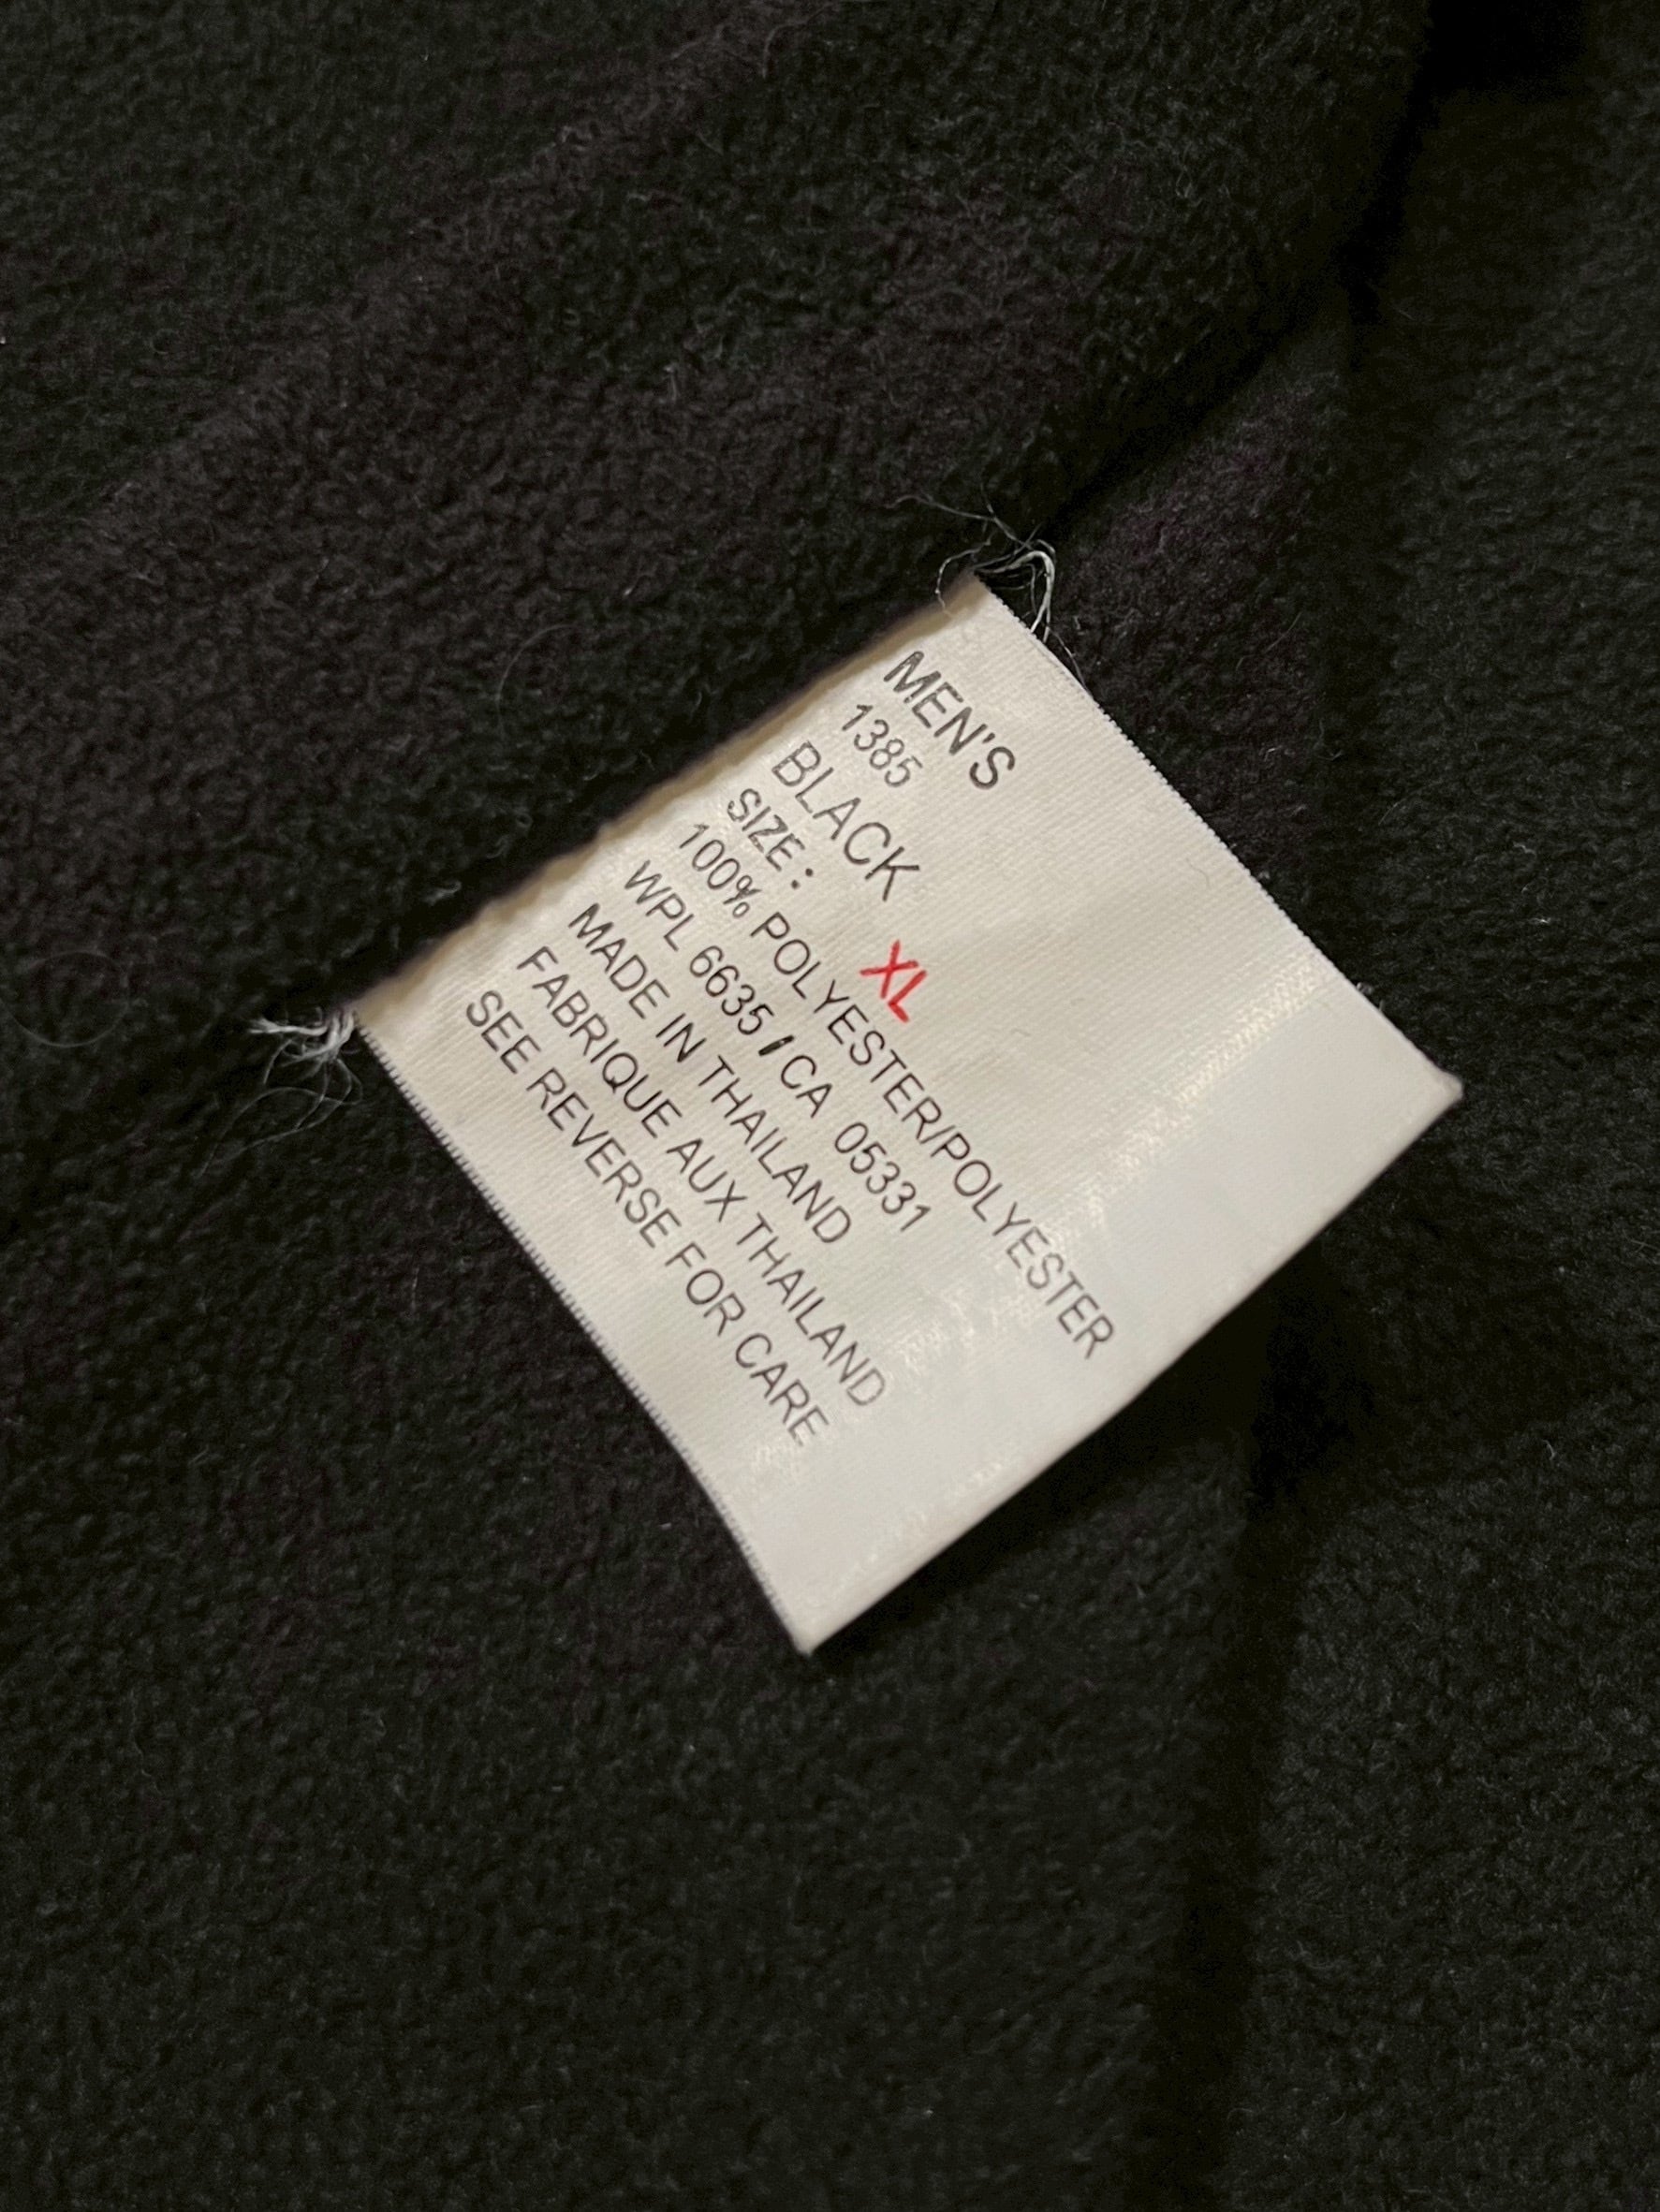 MEN'S
1385
BLACK
SIZE: XL
100% POLYESTER/POLYESTER
WPL 6635 / CA 05331
MADE IN THAILAND
FABRIQUE AUX THAILAND
SEE REVERSE FOR CARE